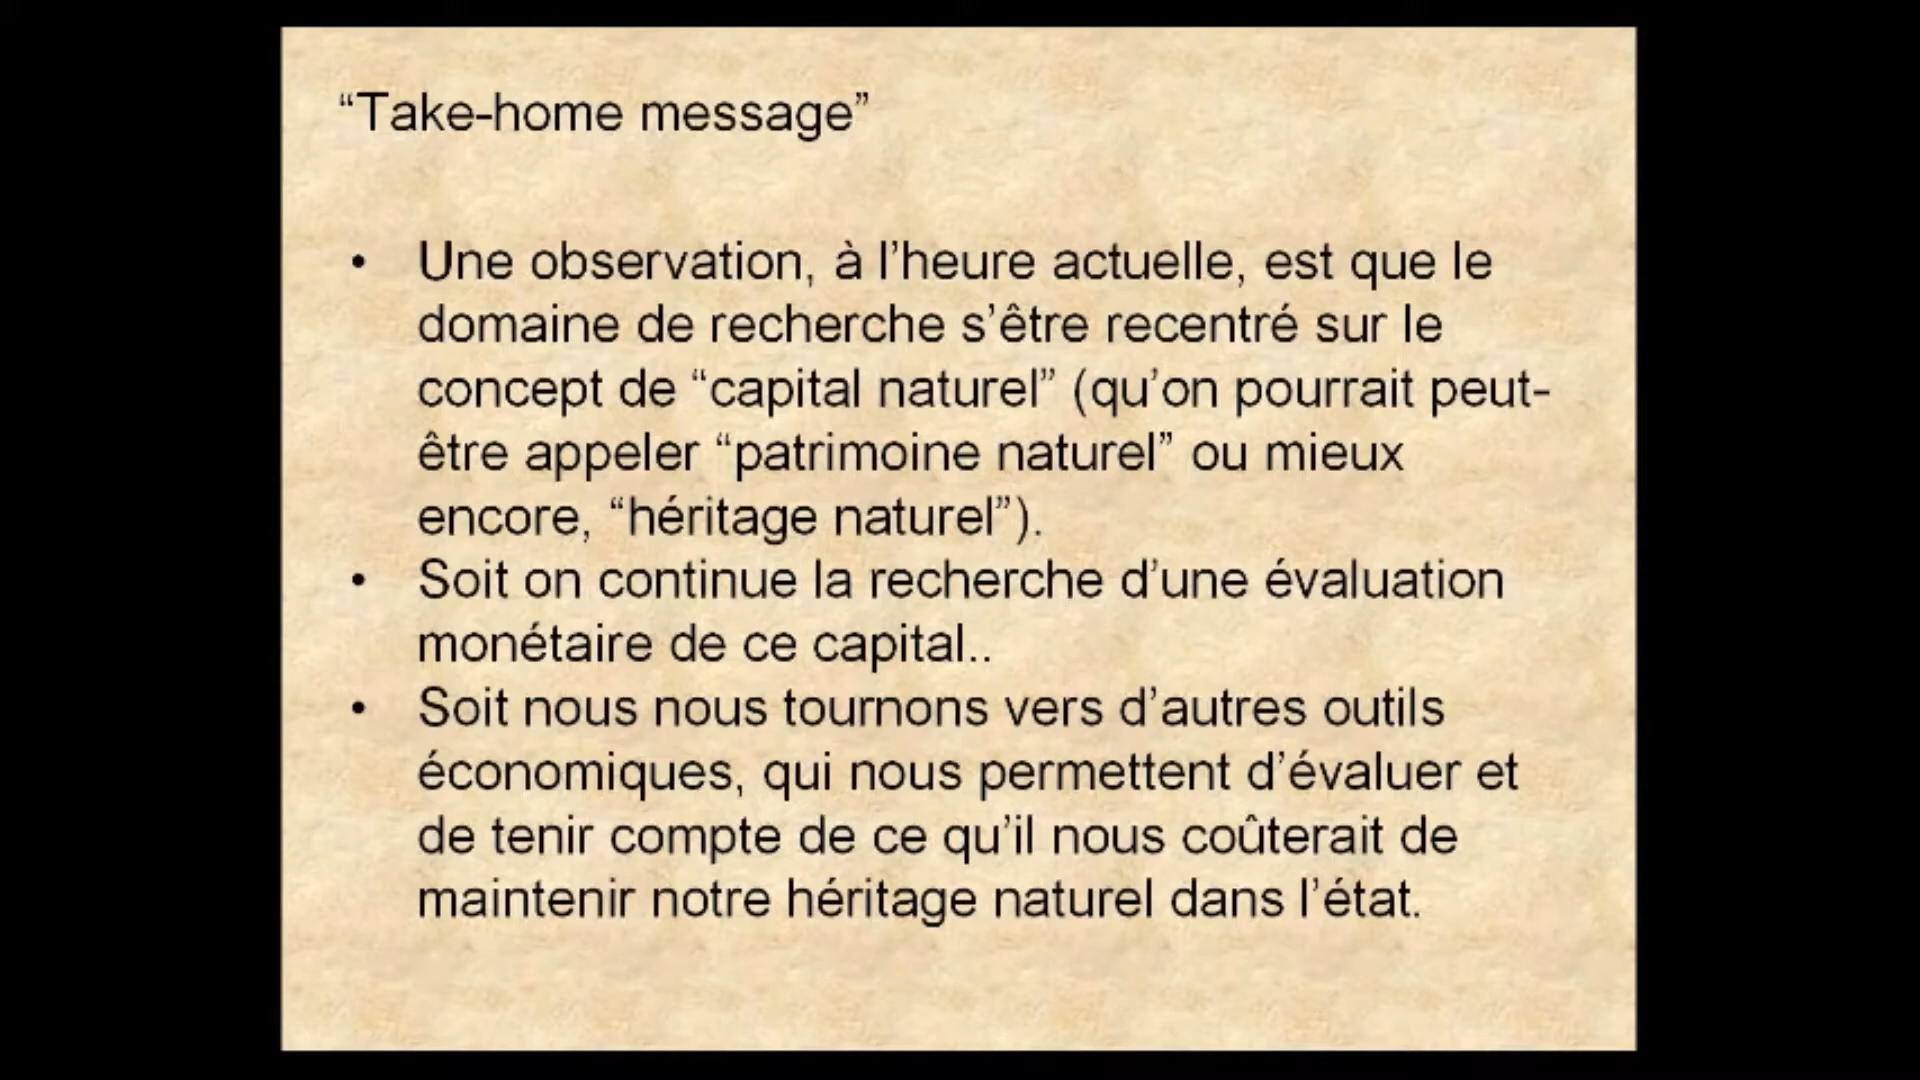 “Take-home message”
• Une observation, à l’heure actuelle, est que le
domaine de recherche s’être recentré sur le
concept de “capital naturel” (qu’on pourrait peut-
être appeler “patrimoine naturel” ou mieux
encore, “héritage naturel”).
• Soit on continue la recherche d’une évaluation
monétaire de ce capital..
• Soit nous nous tournons vers d’autres outils
économiques, qui nous permettent d’évaluer et
de tenir compte de ce qu’il nous coûterait de
maintenir notre héritage naturel dans l’état.